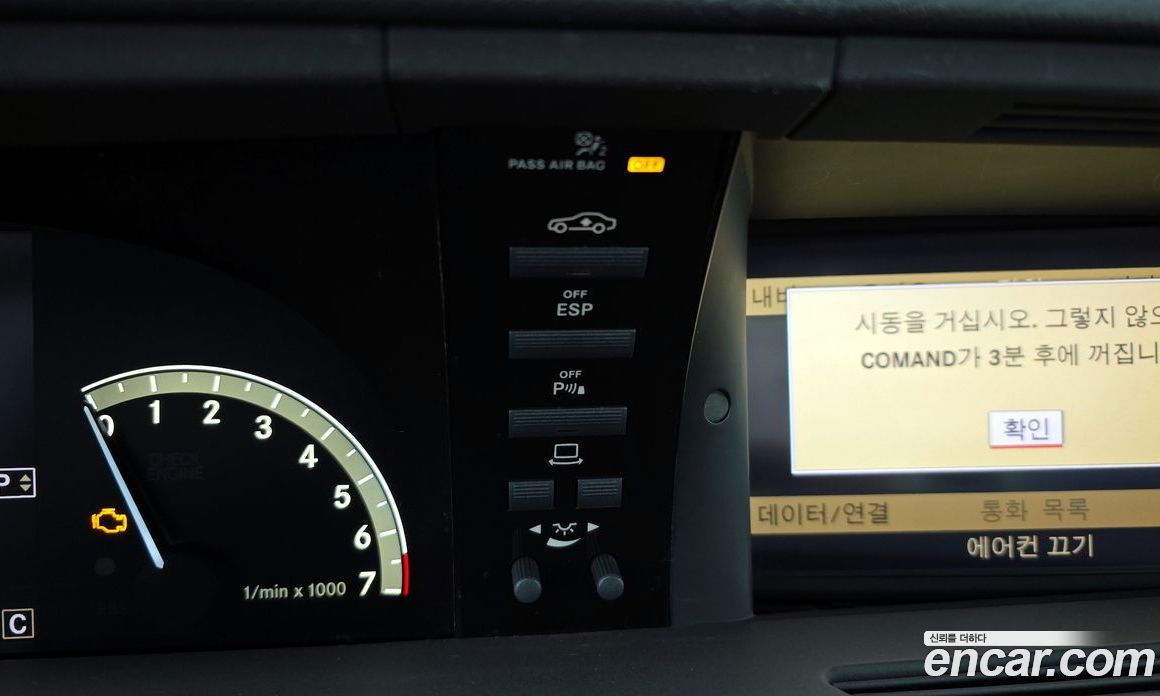 PASS AIR BAG OFF
2
OFF
ESP
OFF
P
0 1 2 3 4 5 6 7
CHECK
ENGINE
1/min x 1000
P
C
시동을 거십시오. 그렇지 않으
COMAND가 3분 후에 꺼집니
확인
데이터/연결 통화 목록
에어컨 끄기
신뢰를 더하다
encar.com